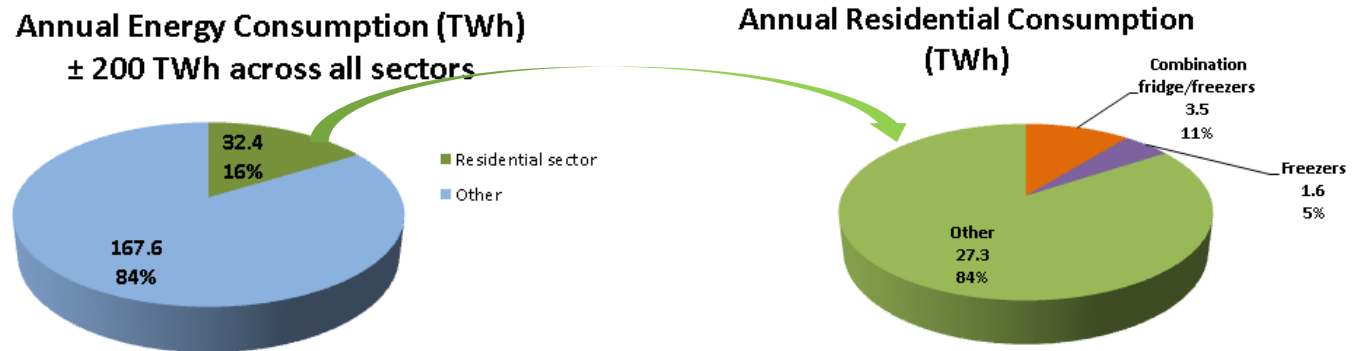 Annual Energy Consumption (TWh)
± 200 TWh across all sectors
32.4
16%
167.6
84%
Residential sector
Other
Annual Residential Consumption
(TWh)
Combination
fridge/freezers
3.5
11%
Freezers
1.6
5%
Other
27.3
84%